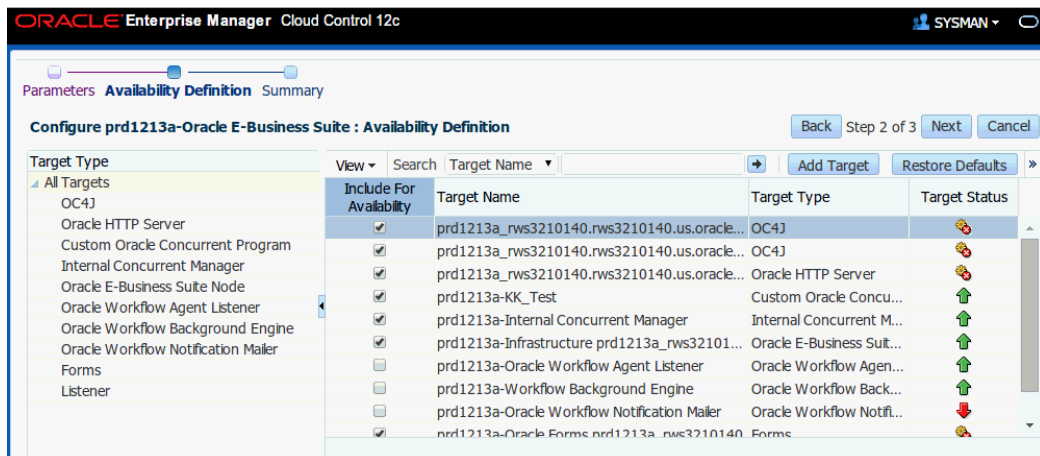 ORACLE Enterprise Manager Cloud Control 12c
SYSMAN
Parameters Availability Definition Summary
Configure prd1213a-Oracle E-Business Suite : Availability Definition
Back Step 2 of 3 Next Cancel
Target Type
All Targets
OC4J
Oracle HTTP Server
Custom Oracle Concurrent Program
Internal Concurrent Manager
Oracle E-Business Suite Node
Oracle Workflow Agent Listener
Oracle Workflow Background Engine
Oracle Workflow Notification Mailer
Forms
Listener
View Search Target Name Add Target Restore Defaults »
Include For Availability Target Name Target Type Target Status
prd1213a_rws3210140.rws3210140.us.oracle... OC4J
prd1213a_rws3210140.rws3210140.us.oracle... OC4J
prd1213a_rws3210140.rws3210140.us.oracle... Oracle HTTP Server
prd1213a-KK_Test Custom Oracle Concu...
prd1213a-Internal Concurrent Manager Internal Concurrent M...
prd1213a-Infrastructure prd1213a_rws32101... Oracle E-Business Suit...
prd1213a-Oracle Workflow Agent Listener Oracle Workflow Agen...
prd1213a-Workflow Background Engine Oracle Workflow Back...
prd1213a-Oracle Workflow Notification Mailer Oracle Workflow Notifi...
prd1213a-Oracle Forms prd1213a_rws3210140 Forms